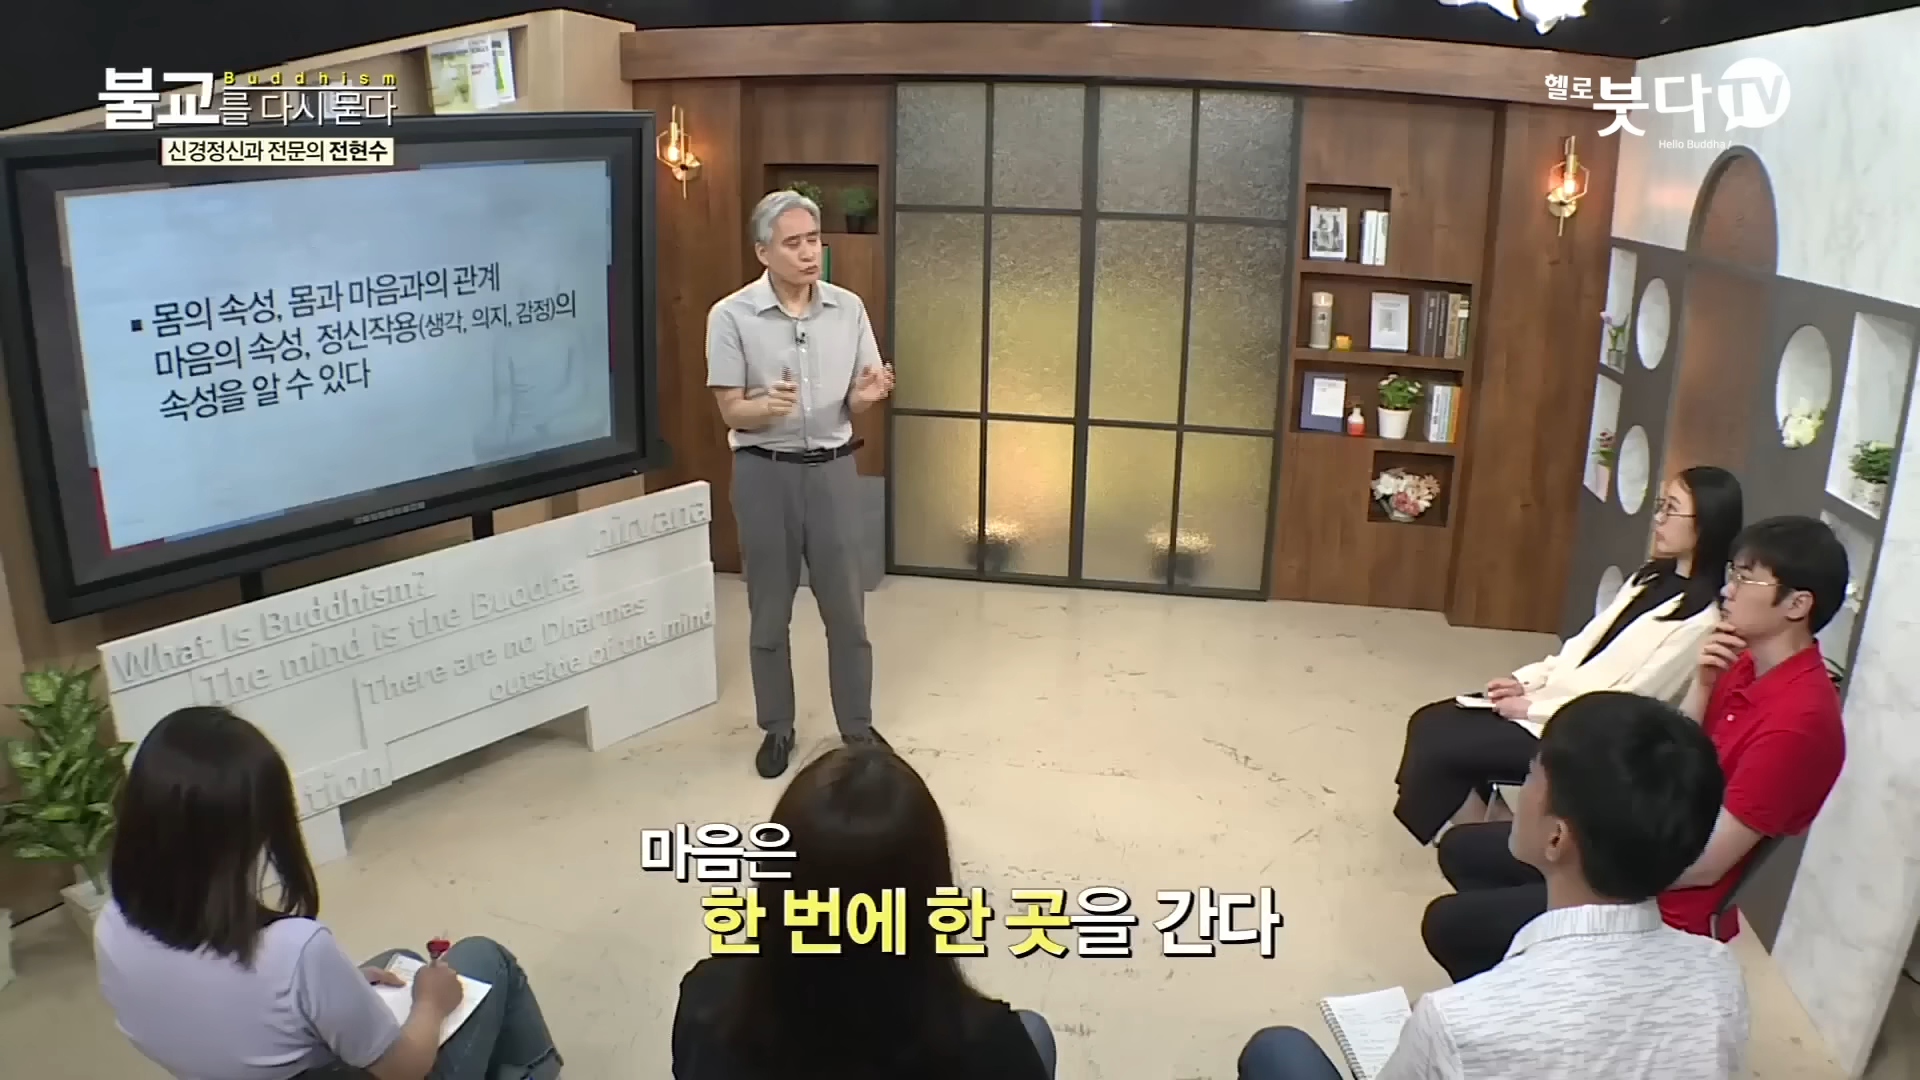 Buddhism
불교를 다시 묻다
신경정신과 전문의 전현수
헬로 붓다 TV
Hello Buddha /
▪ 몸의 속성, 몸과 마음과의 관계
마음의 속성, 정신작용(생각, 의지, 감정)의
속성을 알 수 있다
nirvana
What Is Buddhism?
The mind is the Buddha
There are no Dharmas
outside of the mind
tion
마음은
한 번에 한 곳을 간다